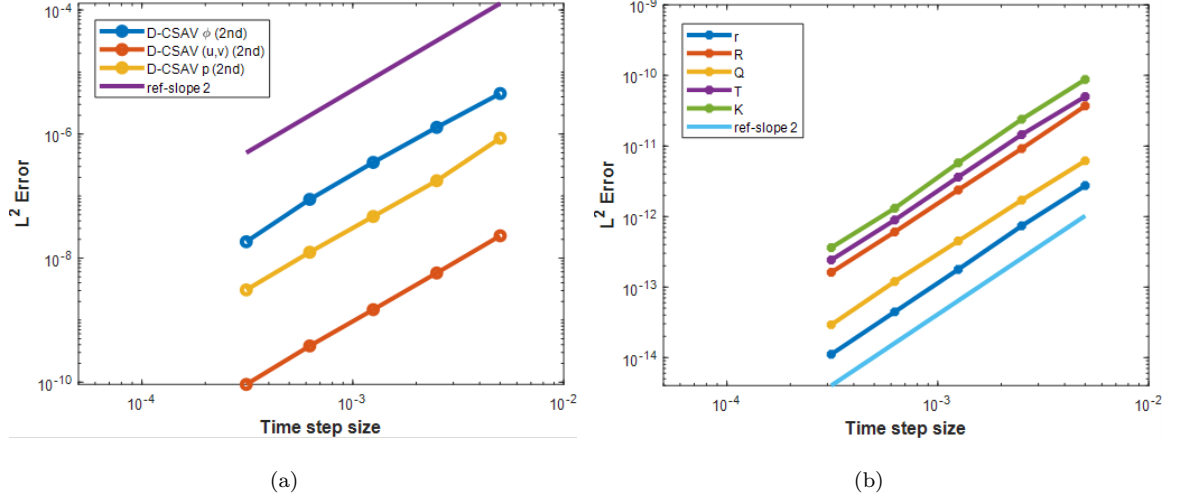 10^-4
10^-6
10^-8
10^-10
L^2 Error
D-CSAV ϕ (2nd)
D-CSAV (u,v) (2nd)
D-CSAV p (2nd)
ref-slope 2
10^-4
10^-3
10^-2
Time step size
(a)
10^-9
10^-10
10^-11
10^-12
10^-13
10^-14
L^2 Error
r
R
Q
T
K
ref-slope 2
10^-4
10^-3
10^-2
Time step size
(b)